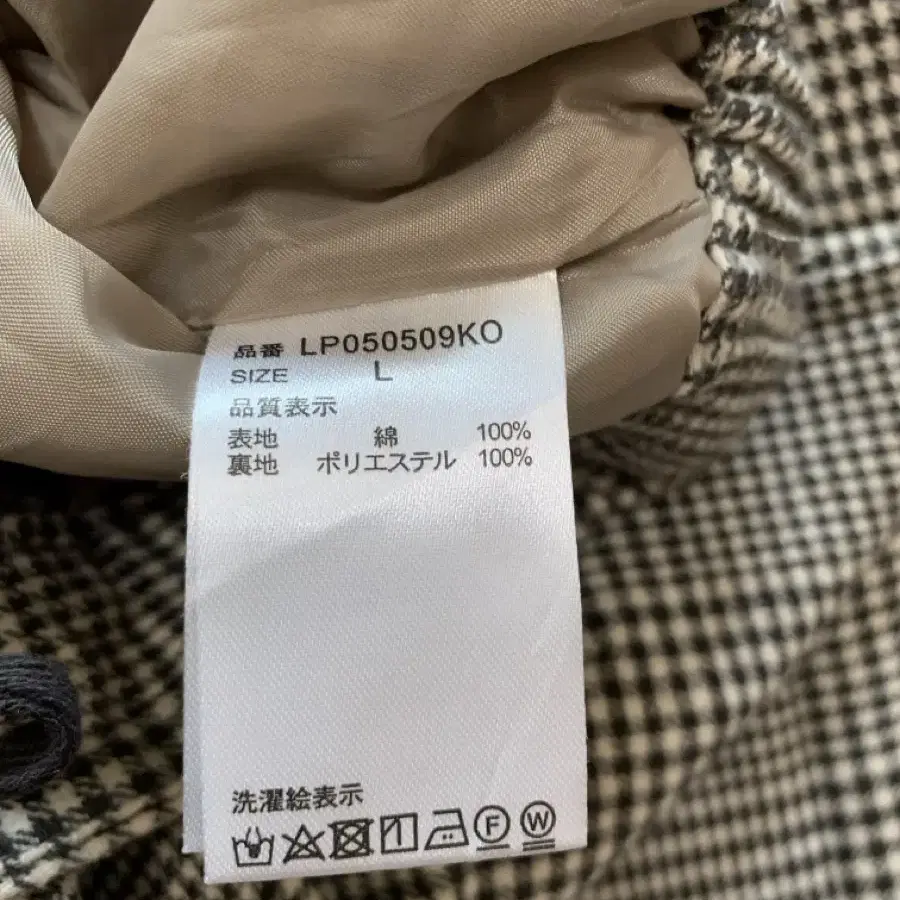 品番 LP050509KO
SIZE L
品質表示
表地 綿 100%
裏地 ポリエステル 100%
洗濯絵表示
F W